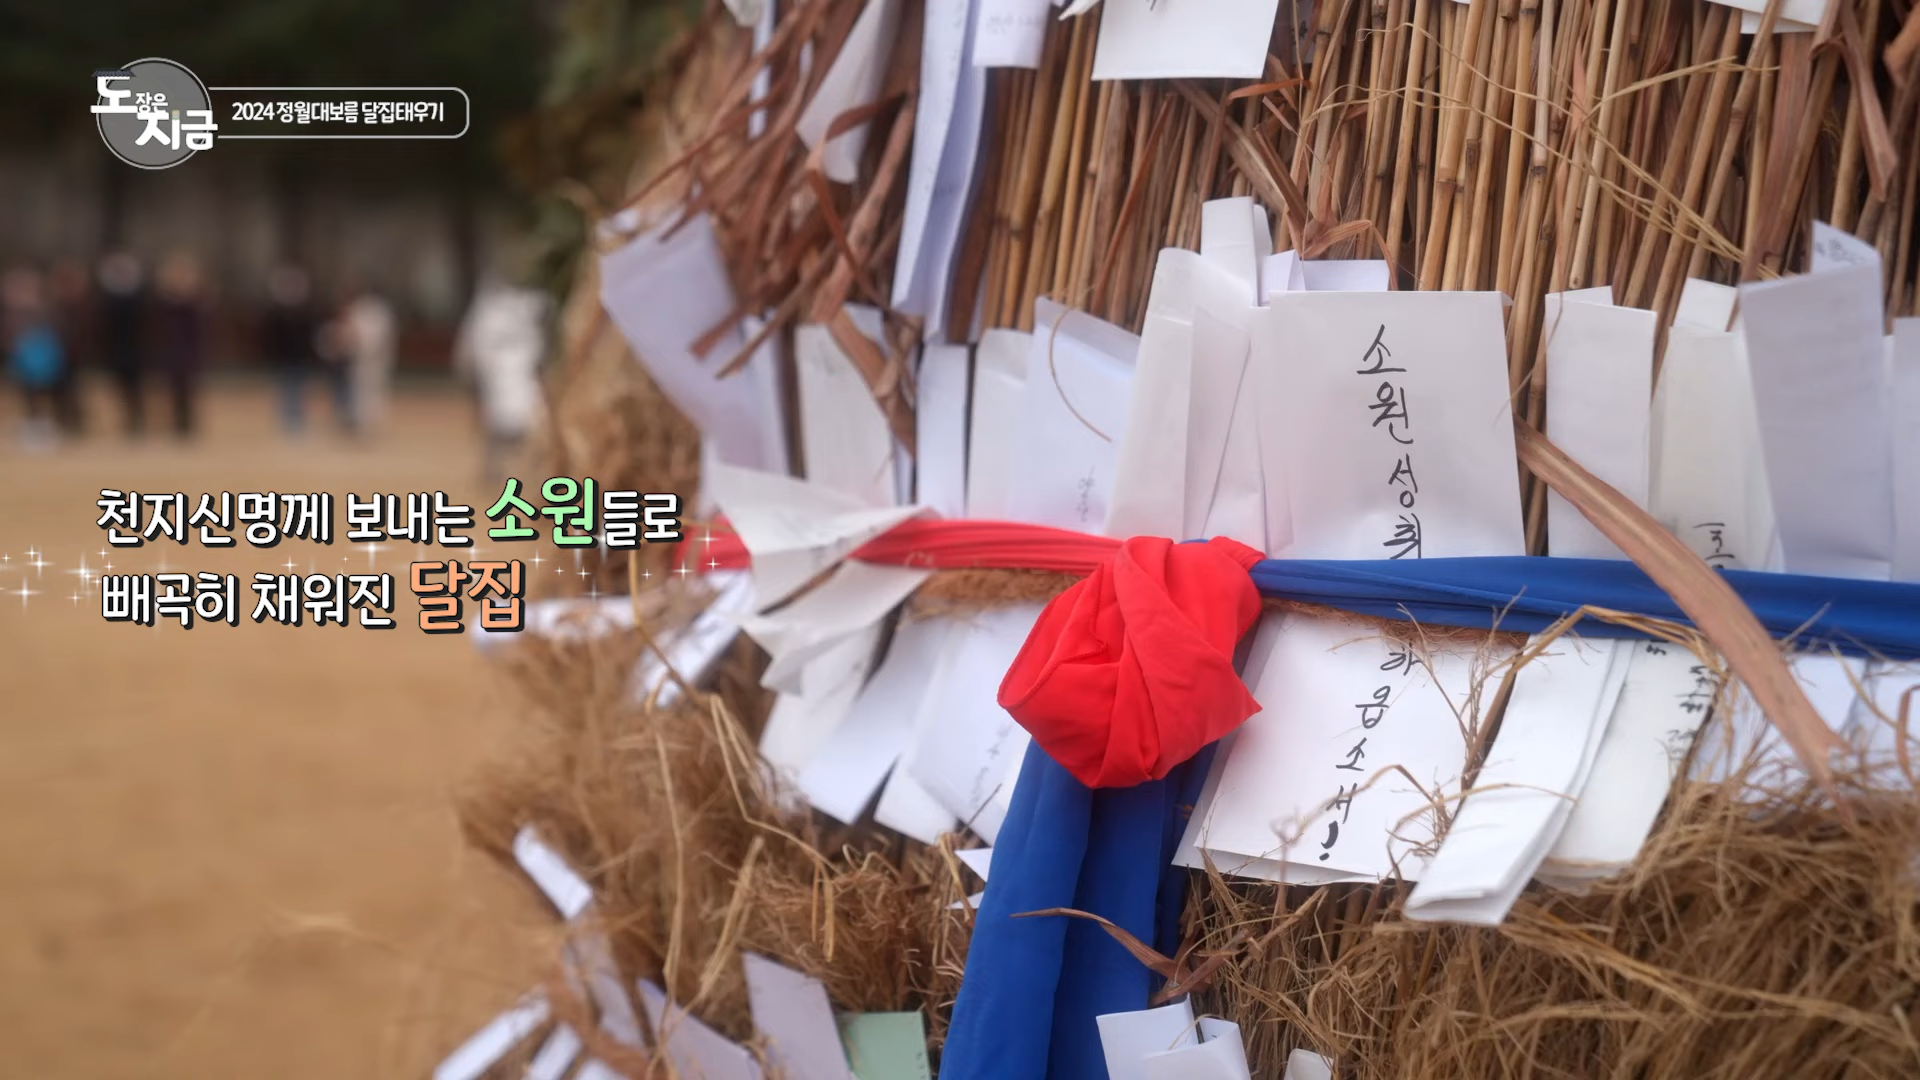 도장은
지금
2024 정월대보름 달집태우기
천지신명께 보내는 소원들로
빼곡히 채워진 달집
소원성취
하옵소서!